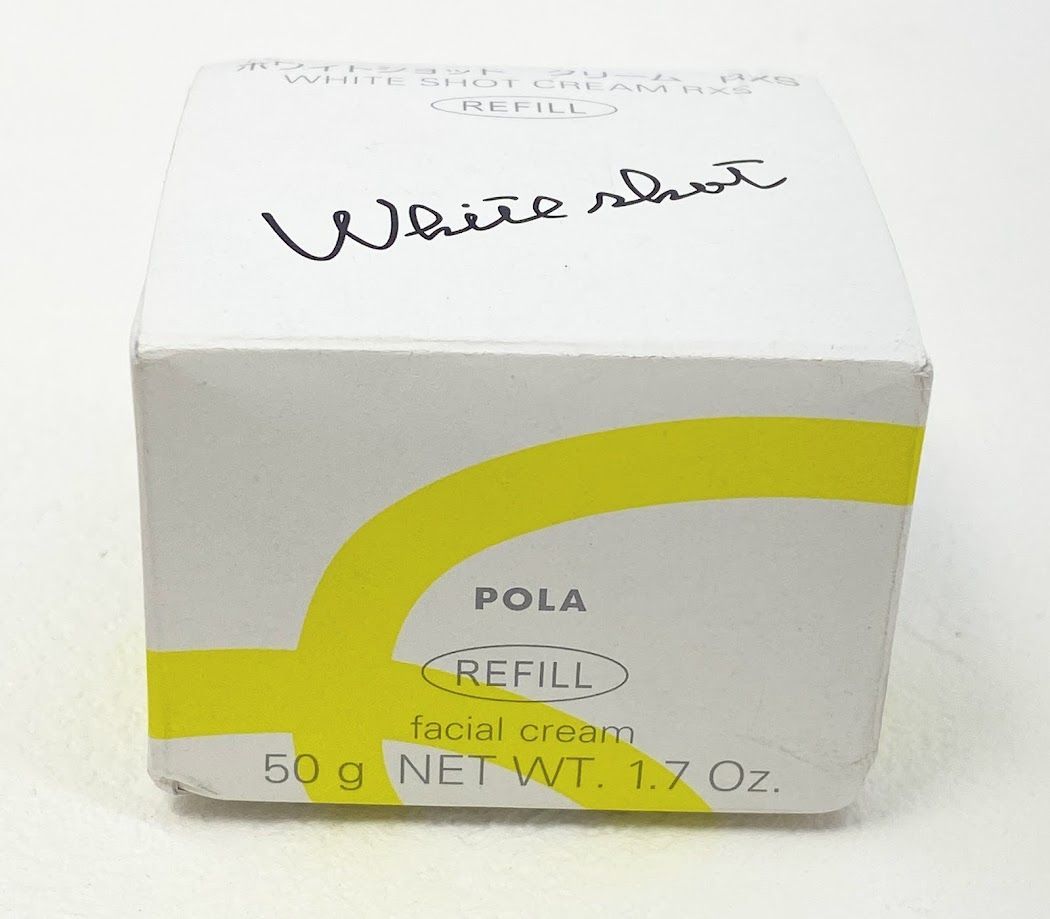 ホワイトショット クリーム RXS
WHITE SHOT CREAM RXS
REFILL
White shot
POLA
REFILL
facial cream
50 g NET WT. 1.7 Oz.